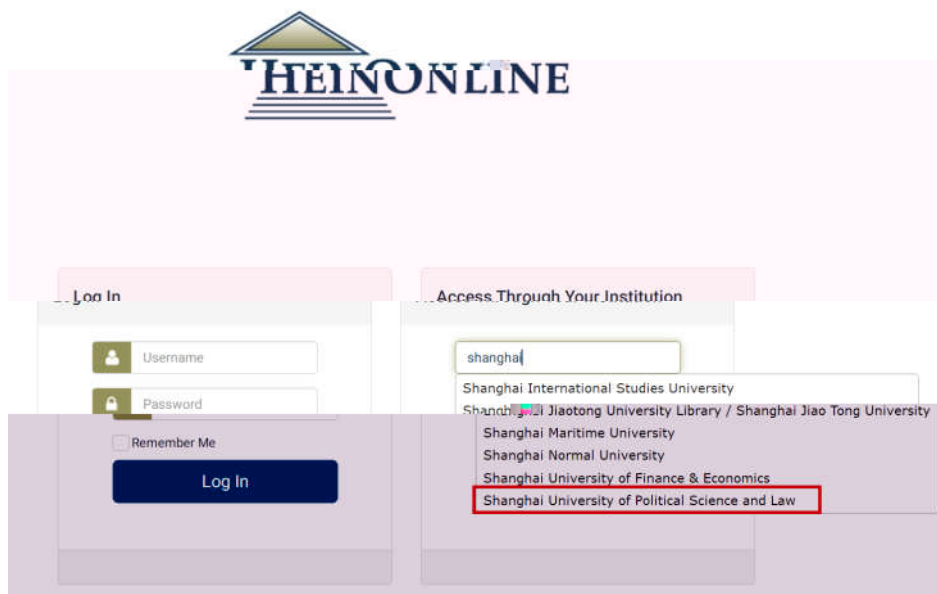 HEINONLINE
Log In
Username
Password
Remember Me
Log In
Access Through Your Institution
shanghai
Shanghai International Studies University
Shanghai Jiaotong University Library / Shanghai Jiao Tong University
Shanghai Maritime University
Shanghai Normal University
Shanghai University of Finance & Economics
Shanghai University of Political Science and Law